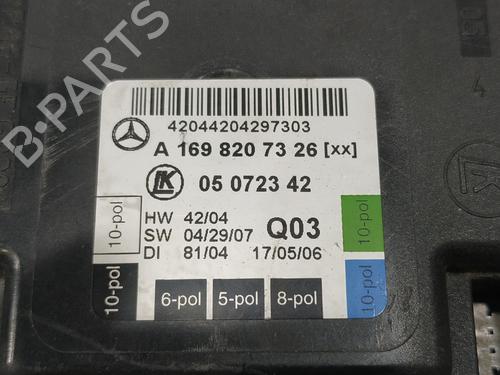 42044204297303
A 169 820 73 26 [xx]
LK 05 0723 42
HW 42/04 Q03
SW 04/29/07
DI 81/04 17/05/06
10-pol
10-pol
10-pol
10-pol
6-pol 5-pol 8-pol
B-PARTS
4